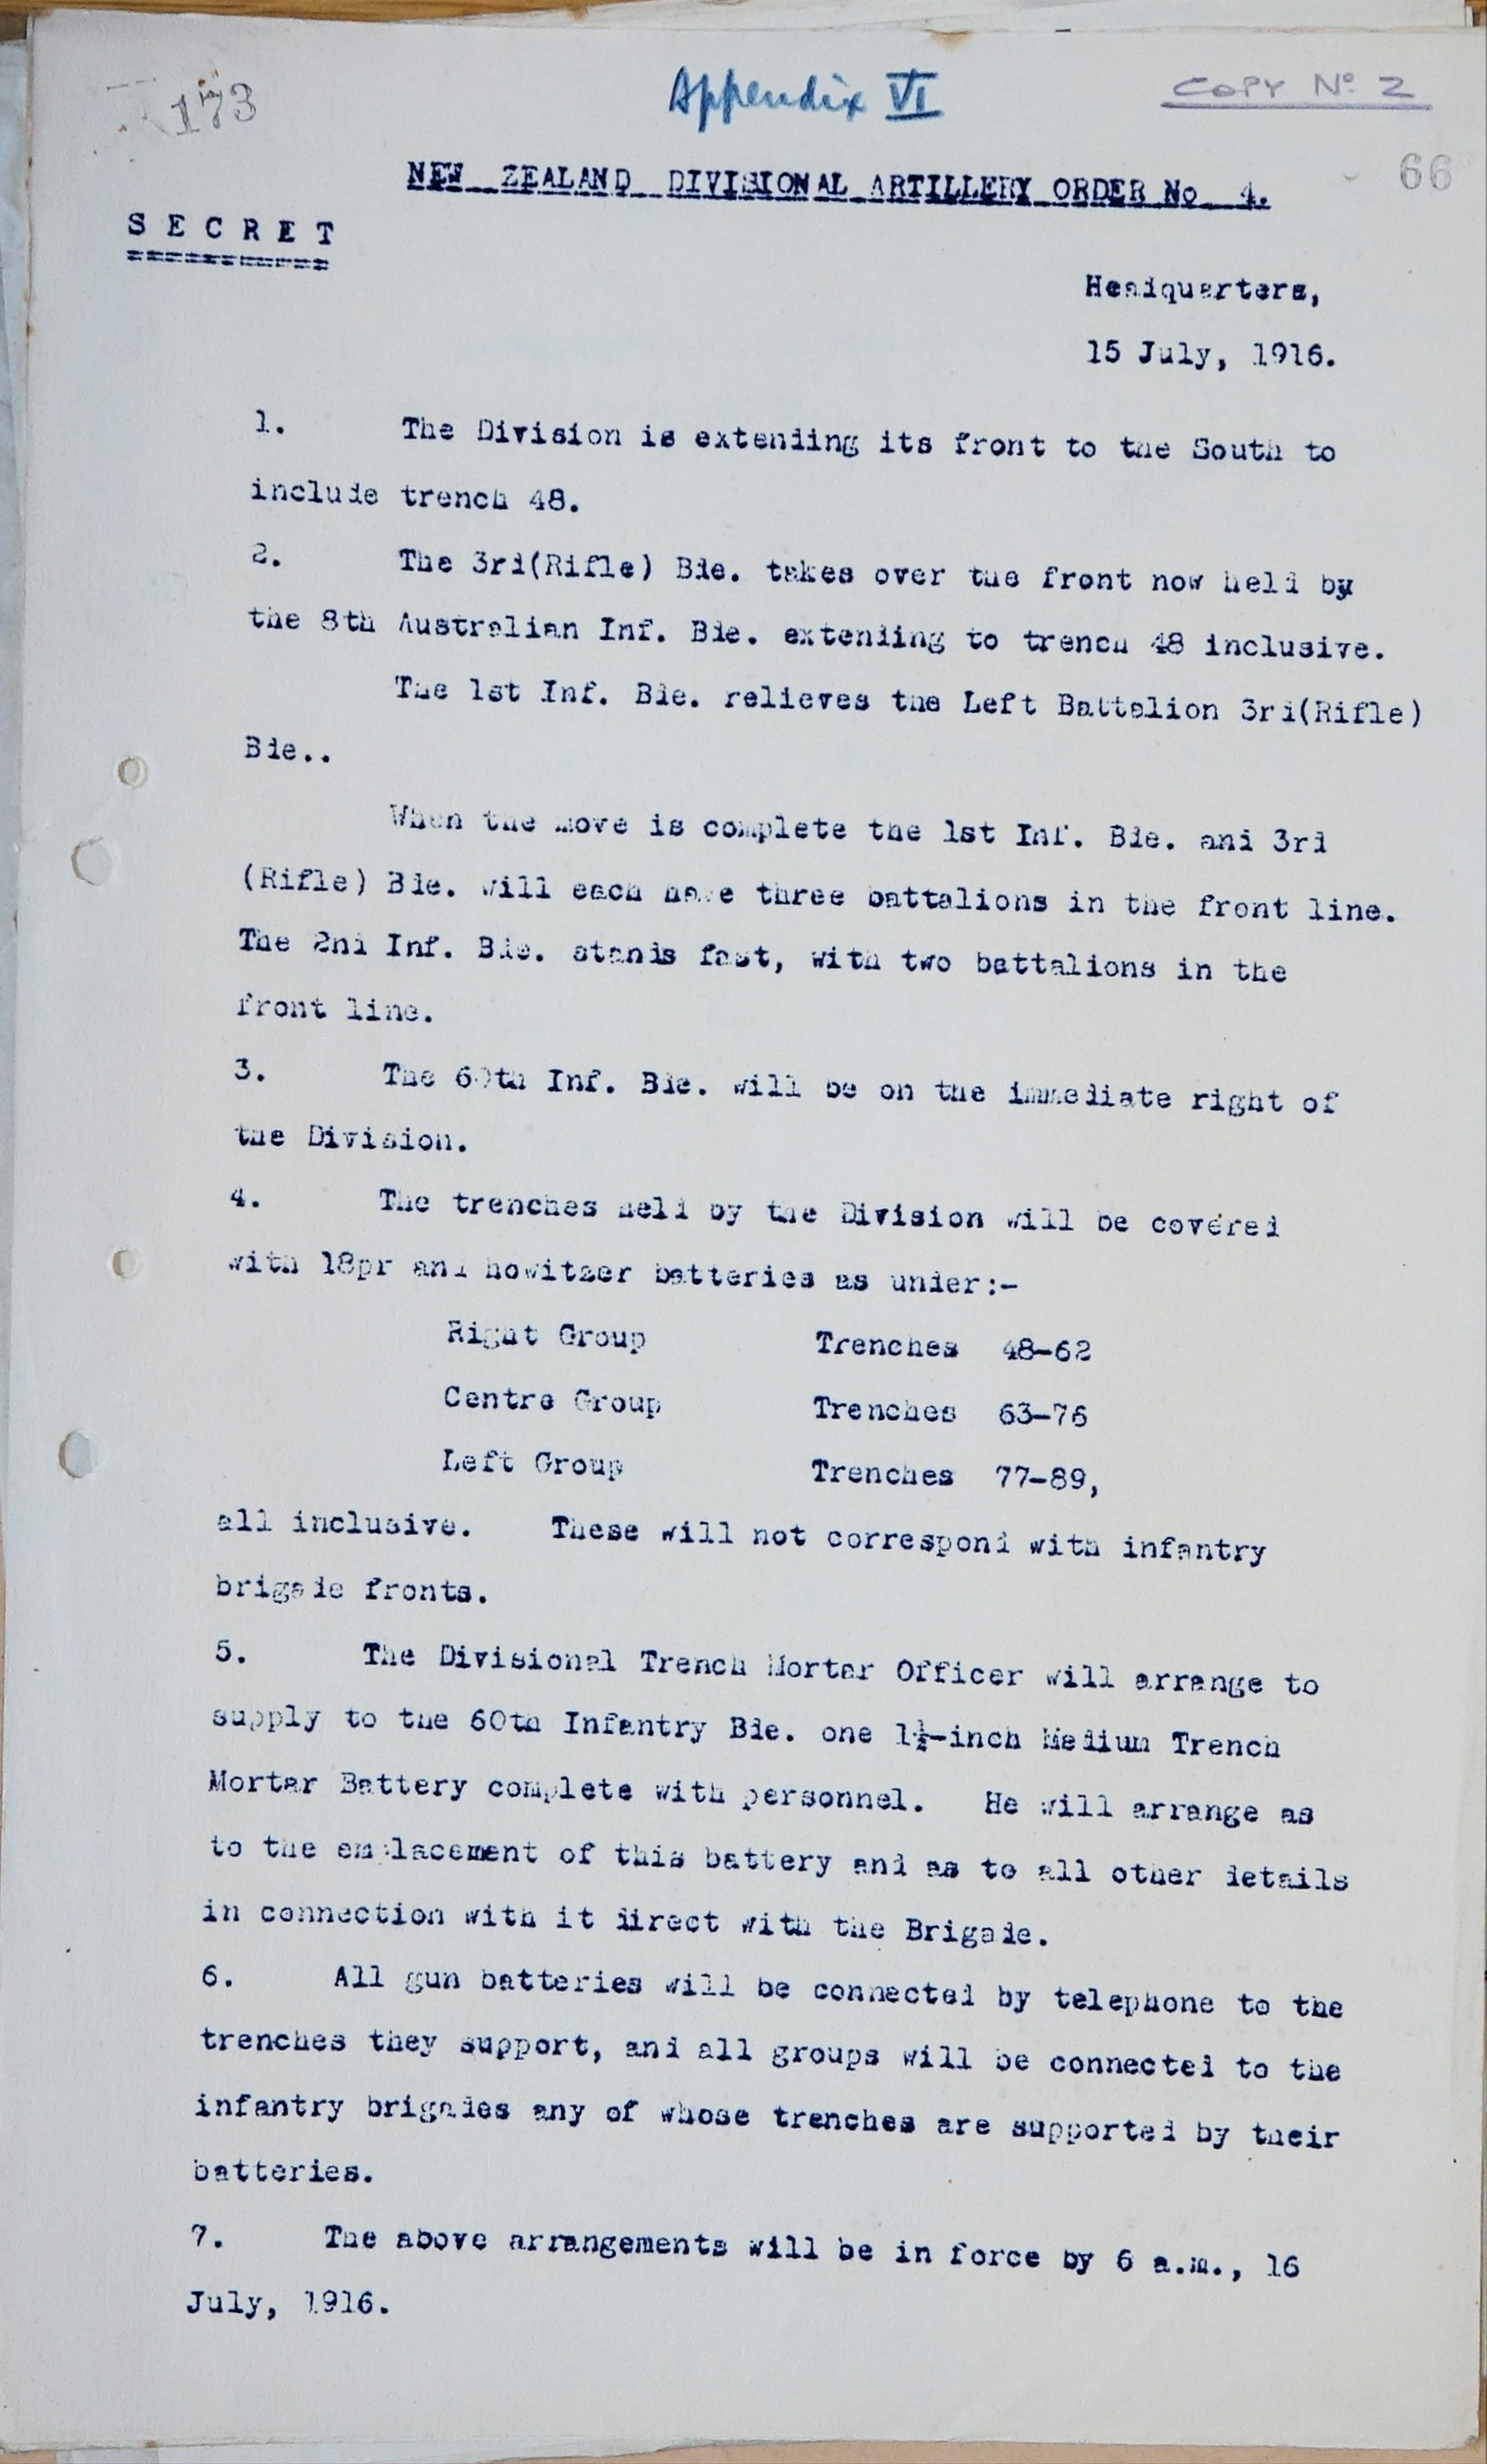 173
Appendix VI
COPY No 2
66
NEW ZEALAND DIVISIONAL ARTILLERY ORDER No 4.
SECRET
Headquarters,
15 July, 1916.
1. The Division is extending its front to the South to
include trench 48.
2. The 3rd(Rifle) Bde. takes over the front now held by
the 8th Australian Inf. Bde. extending to trench 48 inclusive.
The 1st Inf. Bde. relieves the Left Battalion 3rd(Rifle)
Bde..
When the move is complete the 1st Inf. Bde. and 3rd
(Rifle) Bde. will each have three battalions in the front line.
The 2nd Inf. Bde. stands fast, with two battalions in the
front line.
3. The 60th Inf. Bde. will be on the immediate right of
the Division.
4. The trenches held by the Division will be covered
with 18pr and howitzer batteries as under:-
Right Group Trenches 48-62
Centre Group Trenches 63-76
Left Group Trenches 77-89,
all inclusive. These will not correspond with infantry
brigade fronts.
5. The Divisional Trench Mortar Officer will arrange to
supply to the 60th Infantry Bde. one 1½-inch Medium Trench
Mortar Battery complete with personnel. He will arrange as
to the emplacement of this battery and as to all other details
in connection with it direct with the Brigade.
6. All gun batteries will be connected by telephone to the
trenches they support, and all groups will be connected to the
infantry brigades any of whose trenches are supported by their
batteries.
7. The above arrangements will be in force by 6 a.m., 16
July, 1916.